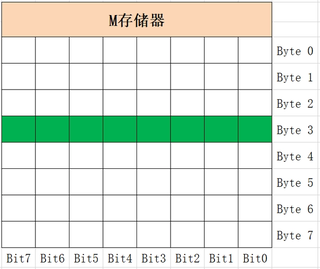 M存储器
Byte 0
Byte 1
Byte 2
Byte 3
Byte 4
Byte 5
Byte 6
Byte 7
Bit7 Bit6 Bit5 Bit4 Bit3 Bit2 Bit1 Bit0